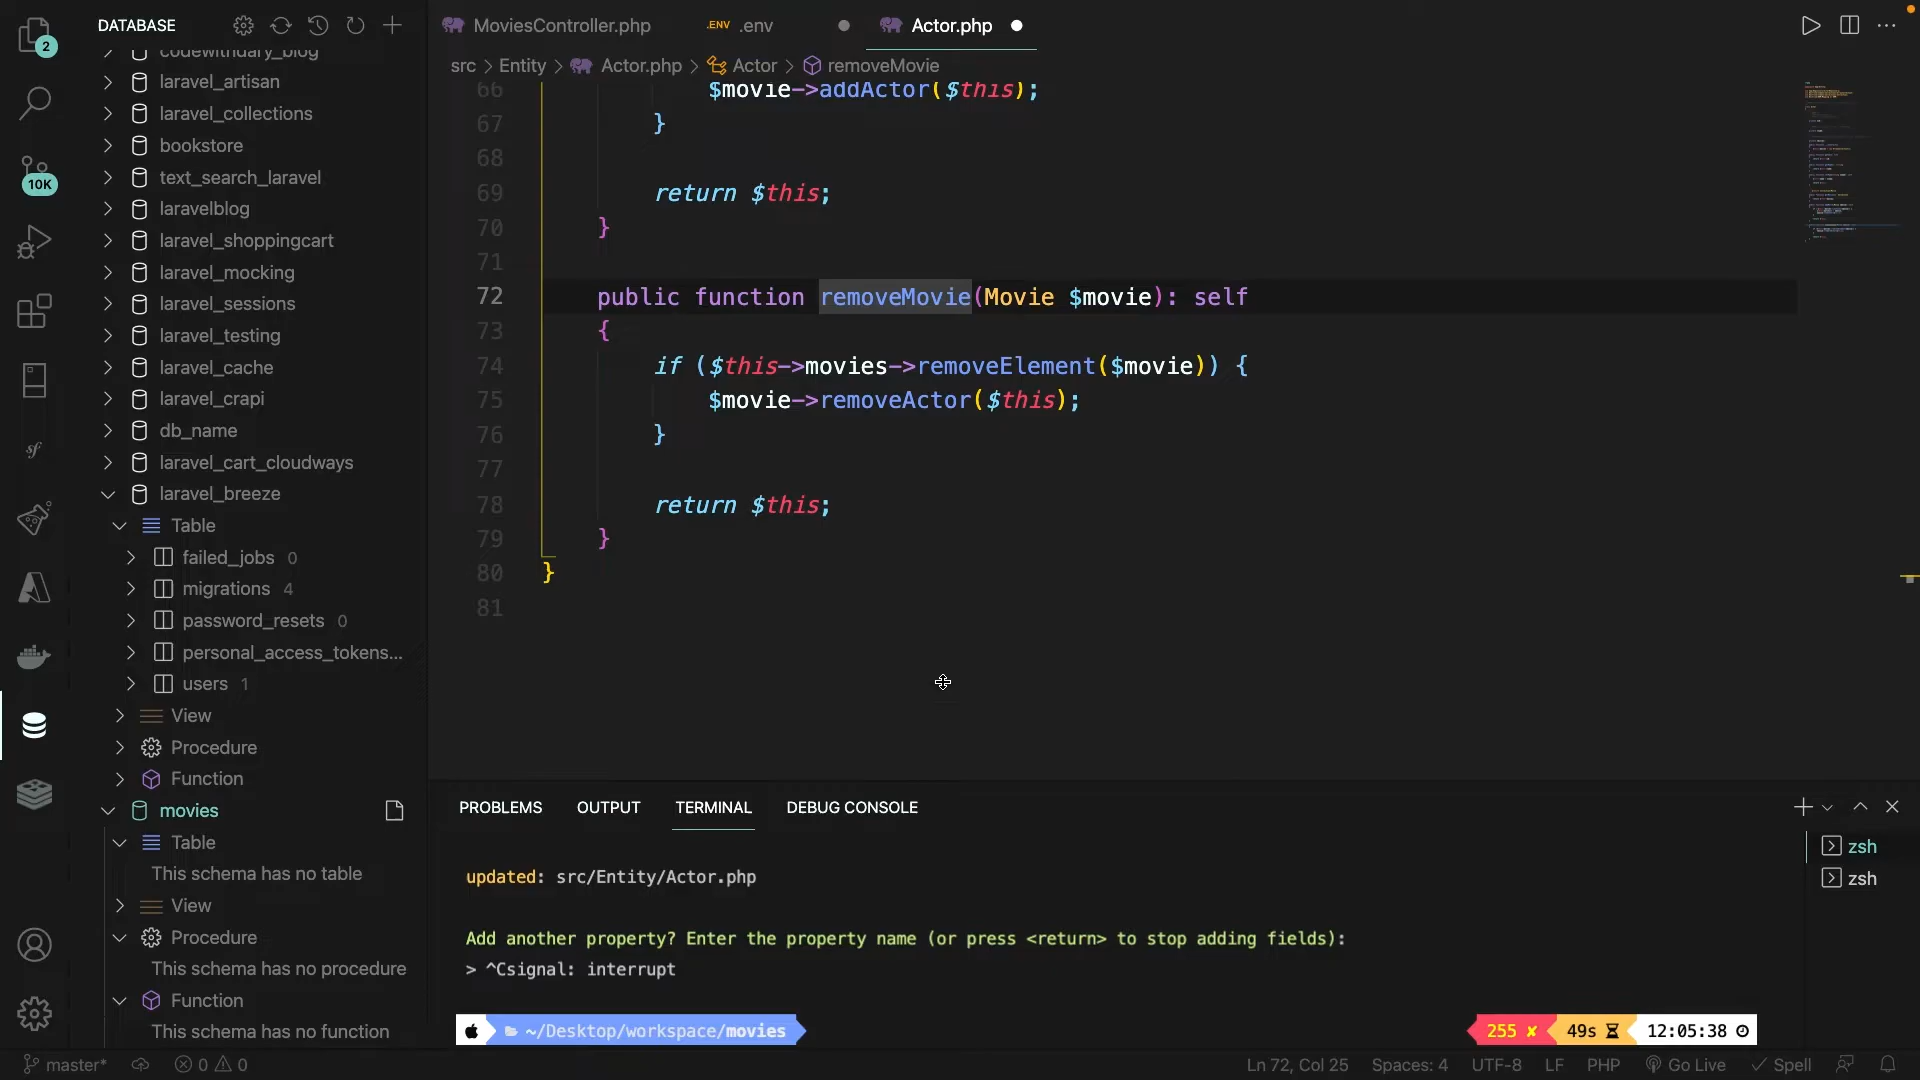 DATABASE
MoviesController.php
.ENV .env
Actor.php
2
src > Entity > Actor.php > Actor > removeMovie
codewithdary_blog
laravel_artisan
laravel_collections
bookstore
10K
text_search_laravel
laravelblog
laravel_shoppingcart
laravel_mocking
laravel_sessions
laravel_testing
laravel_cache
laravel_crapi
db_name
sf
laravel_cart_cloudways
laravel_breeze
Table
failed_jobs 0
migrations 4
password_resets 0
personal_access_tokens...
users 1
View
Procedure
Function
movies
Table
This schema has no table
View
Procedure
This schema has no procedure
Function
This schema has no function
66 $movie->addActor($this);
67 }
68
69 return $this;
70 }
71
72 public function removeMovie(Movie $movie): self
73 {
74 if ($this->movies->removeElement($movie)) {
75 $movie->removeActor($this);
76 }
77
78 return $this;
79 }
80 }
81
PROBLEMS OUTPUT TERMINAL DEBUG CONSOLE
updated: src/Entity/Actor.php
Add another property? Enter the property name (or press <return> to stop adding fields):
> ^Csignal: interrupt
~/Desktop/workspace/movies
255 ✘ 49s 12:05:38
zsh
zsh
master* 0 0
Ln 72, Col 25 Spaces: 4 UTF-8 LF PHP Go Live Spell